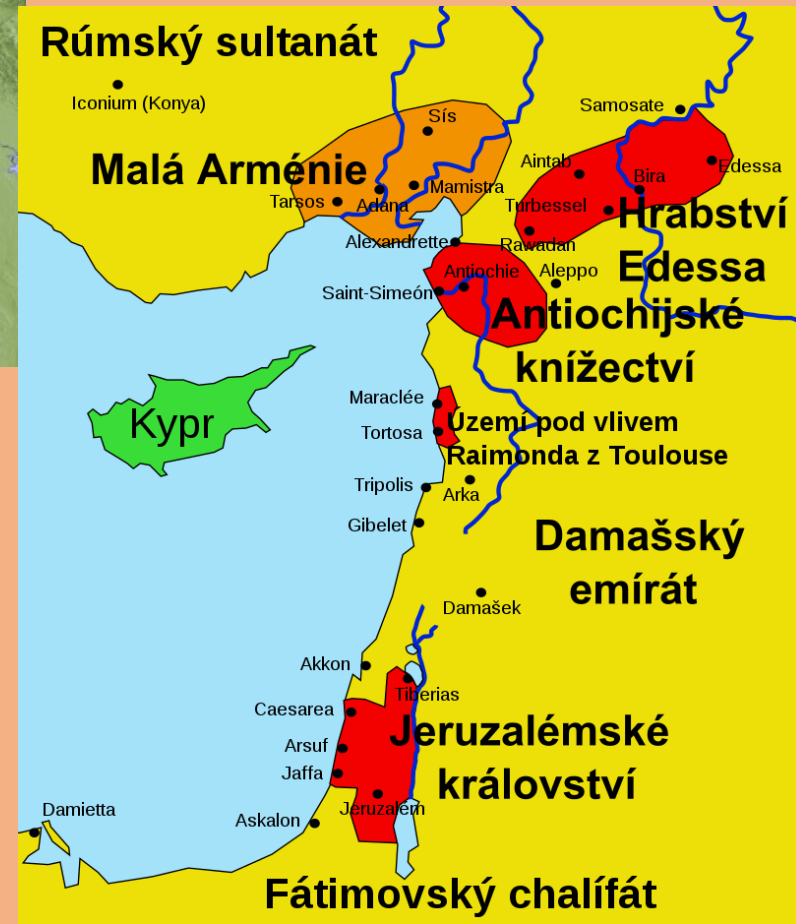 Rúmský sultanát
Iconium (Konya)
Samosate
Sís
Malá Arménie
Aintab
Edessa
Bira
Tarsos
Adana
Mamistra
Turbessel
Hrabství
Edessa
Alexandrette
Rawadan
Antiochie
Aleppo
Saint-Simeón
Antiochijské
knížectví
Kypr
Maraclée
Tortosa
Území pod vlivem
Raimonda z Toulouse
Tripolis
Arka
Gibelet
Damašský
emírát
Damašek
Akkon
Tiberias
Caesarea
Jeruzalémské
království
Arsuf
Jaffa
Jeruzalém
Damietta
Askalon
Fátimovský chalífát